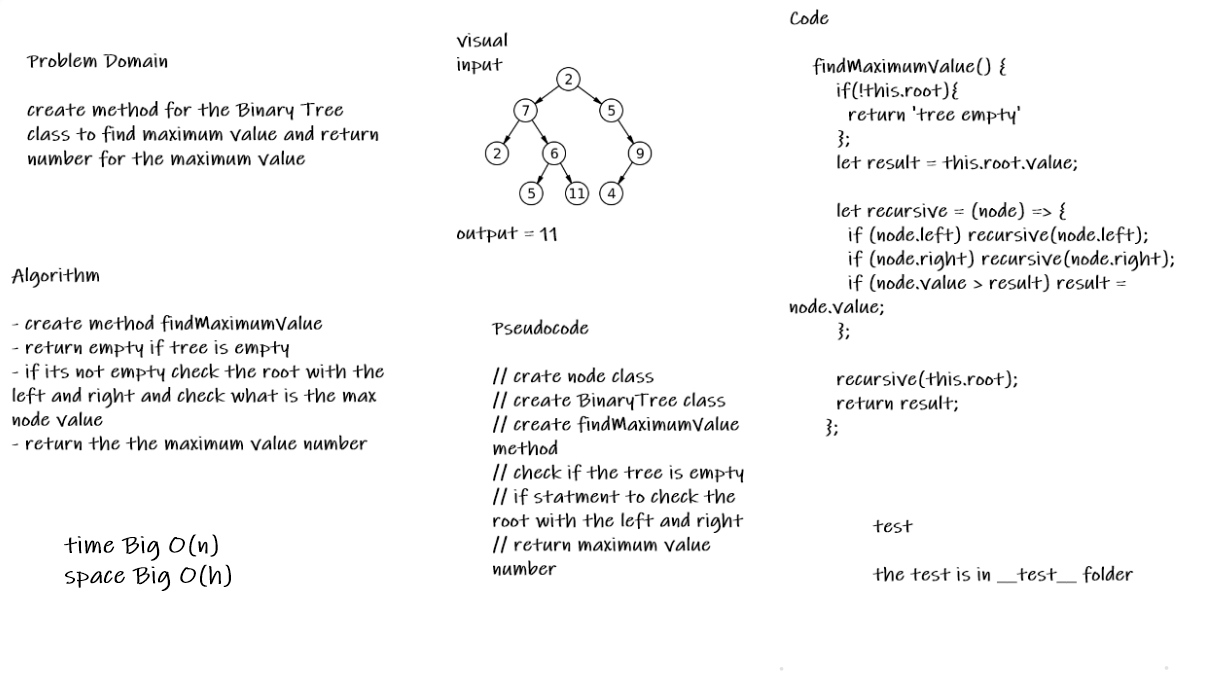 Problem Domain
create method for the Binary Tree
class to find maximum value and return
number for the maximum value
Algorithm
- create method findMaximumValue
- return empty if tree is empty
- if its not empty check the root with the
left and right and check what is the max
node value
- return the the maximum value number
time Big O(n)
space Big O(h)
visual
input
2
7
5
2
6
9
5
11
4
output = 11
Pseudocode
// crate node class
// create BinaryTree class
// create findMaximumValue
method
// check if the tree is empty
// if statment to check the
root with the left and right
// return maximum value
number
Code
findMaximumValue() {
if(!this.root){
return 'tree empty'
};
let result = this.root.value;
let recursive = (node) => {
if (node.left) recursive(node.left);
if (node.right) recursive(node.right);
if (node.value > result) result =
node.value;
};
recursive(this.root);
return result;
};
test
the test is in __test__ folder